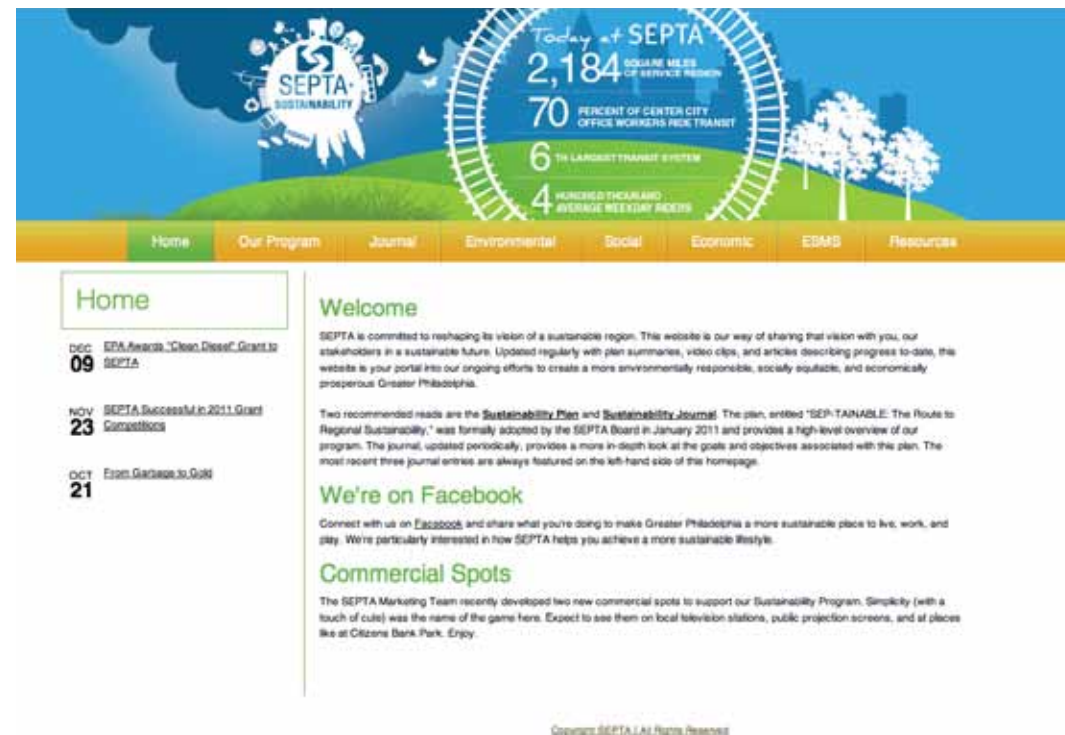 SEPTA
SUSTAINABILITY
Today at SEPTA
2,184 SQUARE MILES
OF SERVICE REGION
70 PERCENT OF CENTER CITY
OFFICE WORKERS RIDE TRANSIT
6 TH LARGEST TRANSIT SYSTEM
4 HUNDRED THOUSAND
AVERAGE WEEKDAY RIDERS
Home Our Program Journal Environmental Social Economic ESMS Resources
Home
DEC 09 EPA Awards "Clean Diesel" Grant to
SEPTA
NOV 23 SEPTA Successful in 2011 Grant
Competitions
OCT 21 From Garbage to Gold
Welcome
SEPTA is committed to reshaping its vision of a sustainable region. This website is our way of sharing that vision with you, our
stakeholders in a sustainable future. Updated regularly with plan summaries, video clips, and articles describing progress to-date, this
website is your portal into our ongoing efforts to create a more environmentally responsible, socially equitable, and economically
prosperous Greater Philadelphia.
Two recommended reads are the Sustainability Plan and Sustainability Journal. The plan, entitled "SEP-TAINABLE: The Route to
Regional Sustainability," was formally adopted by the SEPTA Board in January 2011 and provides a high-level overview of our
program. The journal, updated periodically, provides a more in-depth look at the goals and objectives associated with this plan. The
most recent three journal entries are always featured on the left-hand side of this homepage.
We're on Facebook
Connect with us on Facebook and share what you're doing to make Greater Philadelphia a more sustainable place to live, work, and
play. We're particularly interested in how SEPTA helps you achieve a more sustainable lifestyle.
Commercial Spots
The SEPTA Marketing Team recently developed two new commercial spots to support our Sustainability Program. Simplicity (with a
touch of cute) was the name of the game here. Expect to see them on local television stations, public projection screens, and at places
like at Citizens Bank Park. Enjoy.
Copyright SEPTA | All Rights Reserved